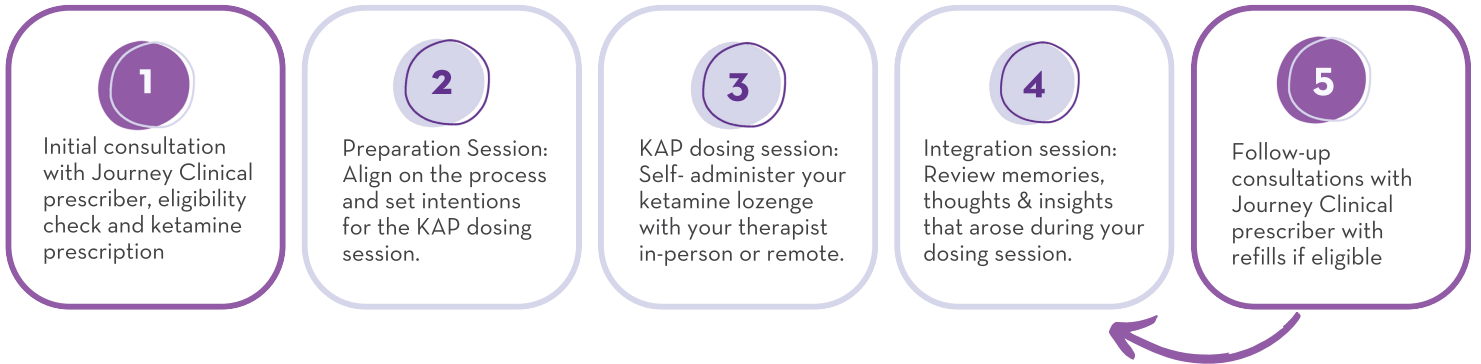 1
Initial consultation
with Journey Clinical
prescriber, eligibility
check and ketamine
prescription
2
Preparation Session:
Align on the process
and set intentions
for the KAP dosing
session.
3
KAP dosing session:
Self- administer your
ketamine lozenge
with your therapist
in-person or remote.
4
Integration session:
Review memories,
thoughts & insights
that arose during your
dosing session.
5
Follow-up
consultations with
Journey Clinical
prescriber with
refills if eligible